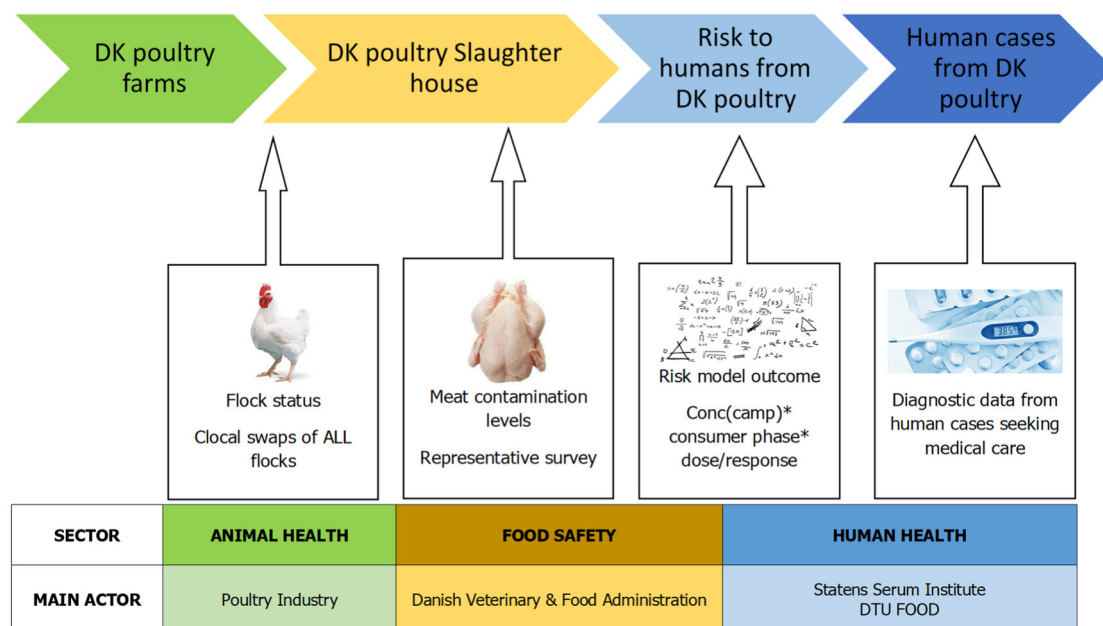 DK poultry
farms
DK poultry Slaughter
house
Risk to
humans from
DK poultry
Human cases
from DK
poultry
Flock status
Clocal swaps of ALL
flocks
Meat contamination
levels
Representative survey
Risk model outcome
Conc(camp)*
consumer phase*
dose/response
385
Diagnostic data from
human cases seeking
medical care
SECTOR
ANIMAL HEALTH
FOOD SAFETY
HUMAN HEALTH
MAIN ACTOR
Poultry Industry
Danish Veterinary & Food Administration
Statens Serum Institute
DTU FOOD